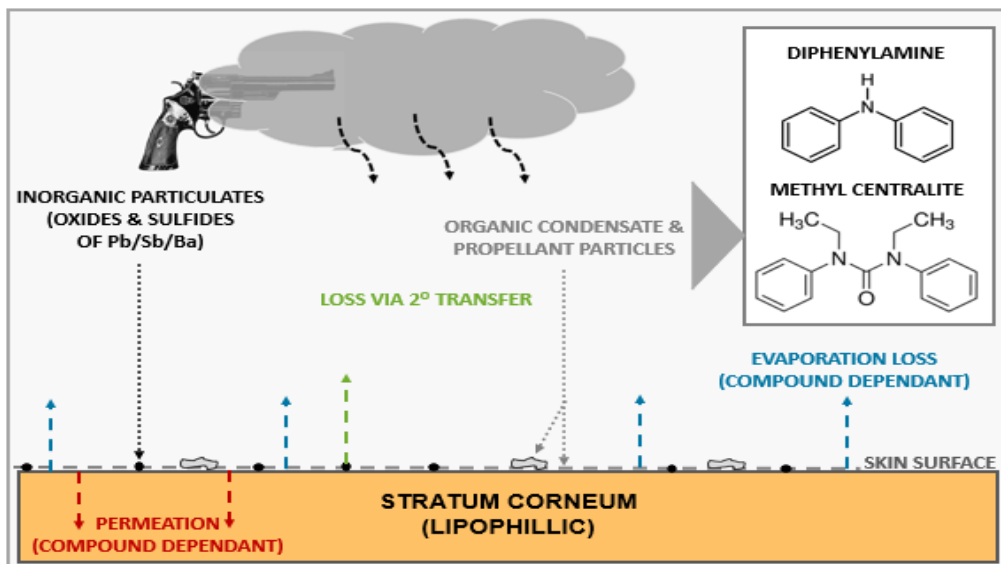 DIPHENYLAMINE
H
N
METHYL CENTRALITE
H₃C
CH₃
N
N
O
INORGANIC PARTICULATES
(OXIDES & SULFIDES
OF Pb/Sb/Ba)
ORGANIC CONDENSATE &
PROPELLANT PARTICLES
LOSS VIA 2º TRANSFER
EVAPORATION LOSS
(COMPOUND DEPENDANT)
SKIN SURFACE
STRATUM CORNEUM
(LIPOPHILLIC)
PERMEATION
(COMPOUND DEPENDANT)